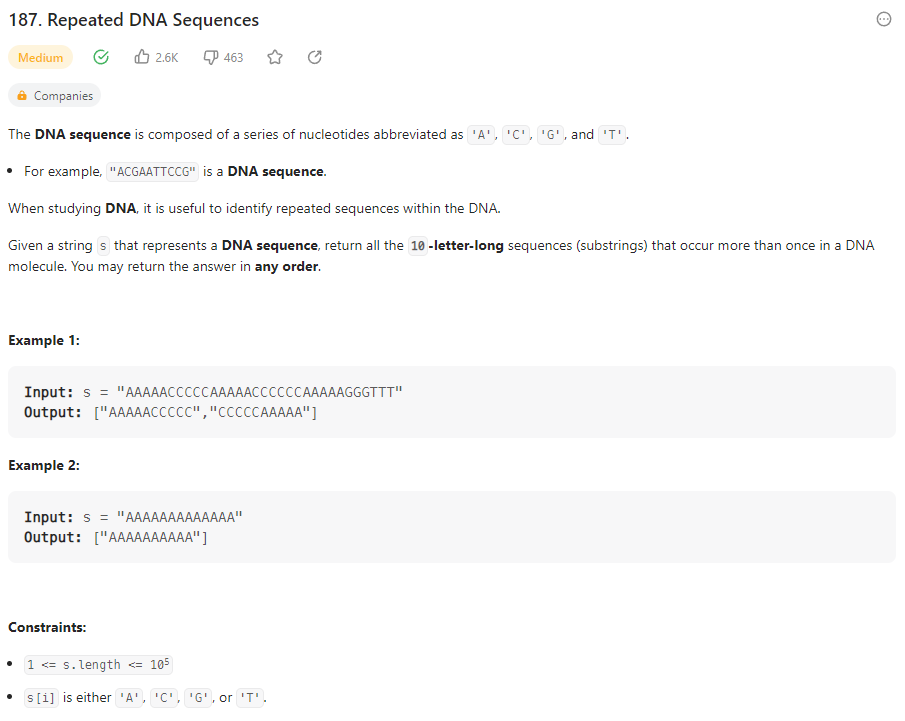 187. Repeated DNA Sequences
Medium 2.6K 463
Companies
The DNA sequence is composed of a series of nucleotides abbreviated as 'A', 'C', 'G', and 'T'.
• For example, "ACGAATTCCG" is a DNA sequence.
When studying DNA, it is useful to identify repeated sequences within the DNA.
Given a string s that represents a DNA sequence, return all the 10-letter-long sequences (substrings) that occur more than once in a DNA
molecule. You may return the answer in any order.
Example 1:
Input: s = "AAAAACCCCCAAAAACCCCCCAAAAAGGGTTT"
Output: ["AAAAACCCCC","CCCCCAAAAA"]
Example 2:
Input: s = "AAAAAAAAAAAAA"
Output: ["AAAAAAAAAA"]
Constraints:
• 1 <= s.length <= 10⁵
• s[i] is either 'A', 'C', 'G', or 'T'.